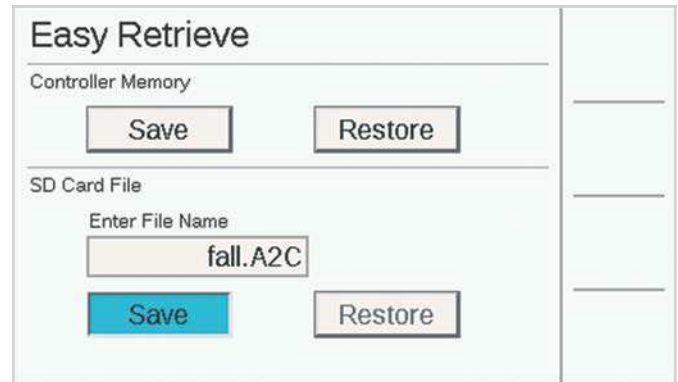 Easy Retrieve
Controller Memory
Save Restore
SD Card File
Enter File Name
fall.A2C
Save Restore